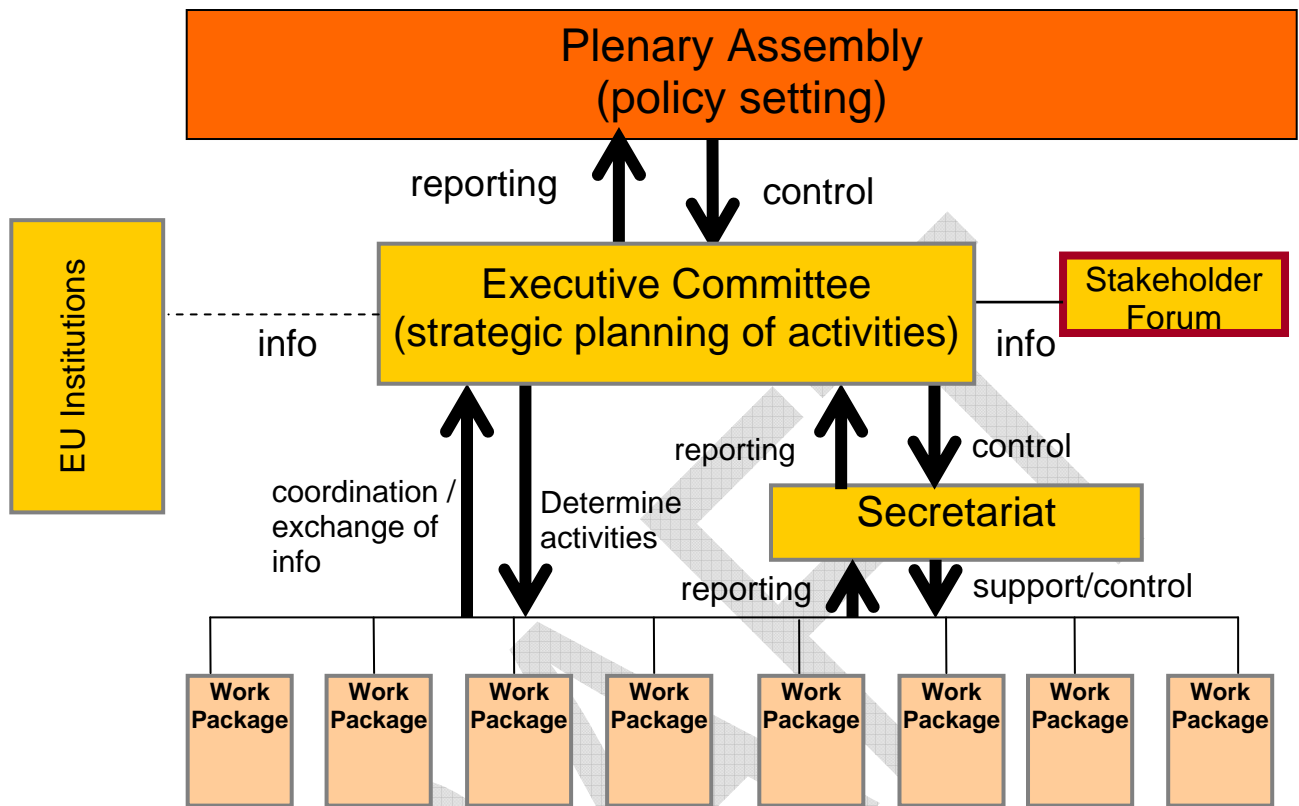 Plenary Assembly
(policy setting)
reporting
control
EU Institutions
info
Executive Committee
(strategic planning of activities)
info
Stakeholder
Forum
coordination /
exchange of
info
Determine
activities
reporting
control
Secretariat
reporting
support/control
Work
Package
Work
Package
Work
Package
Work
Package
Work
Package
Work
Package
Work
Package
Work
Package